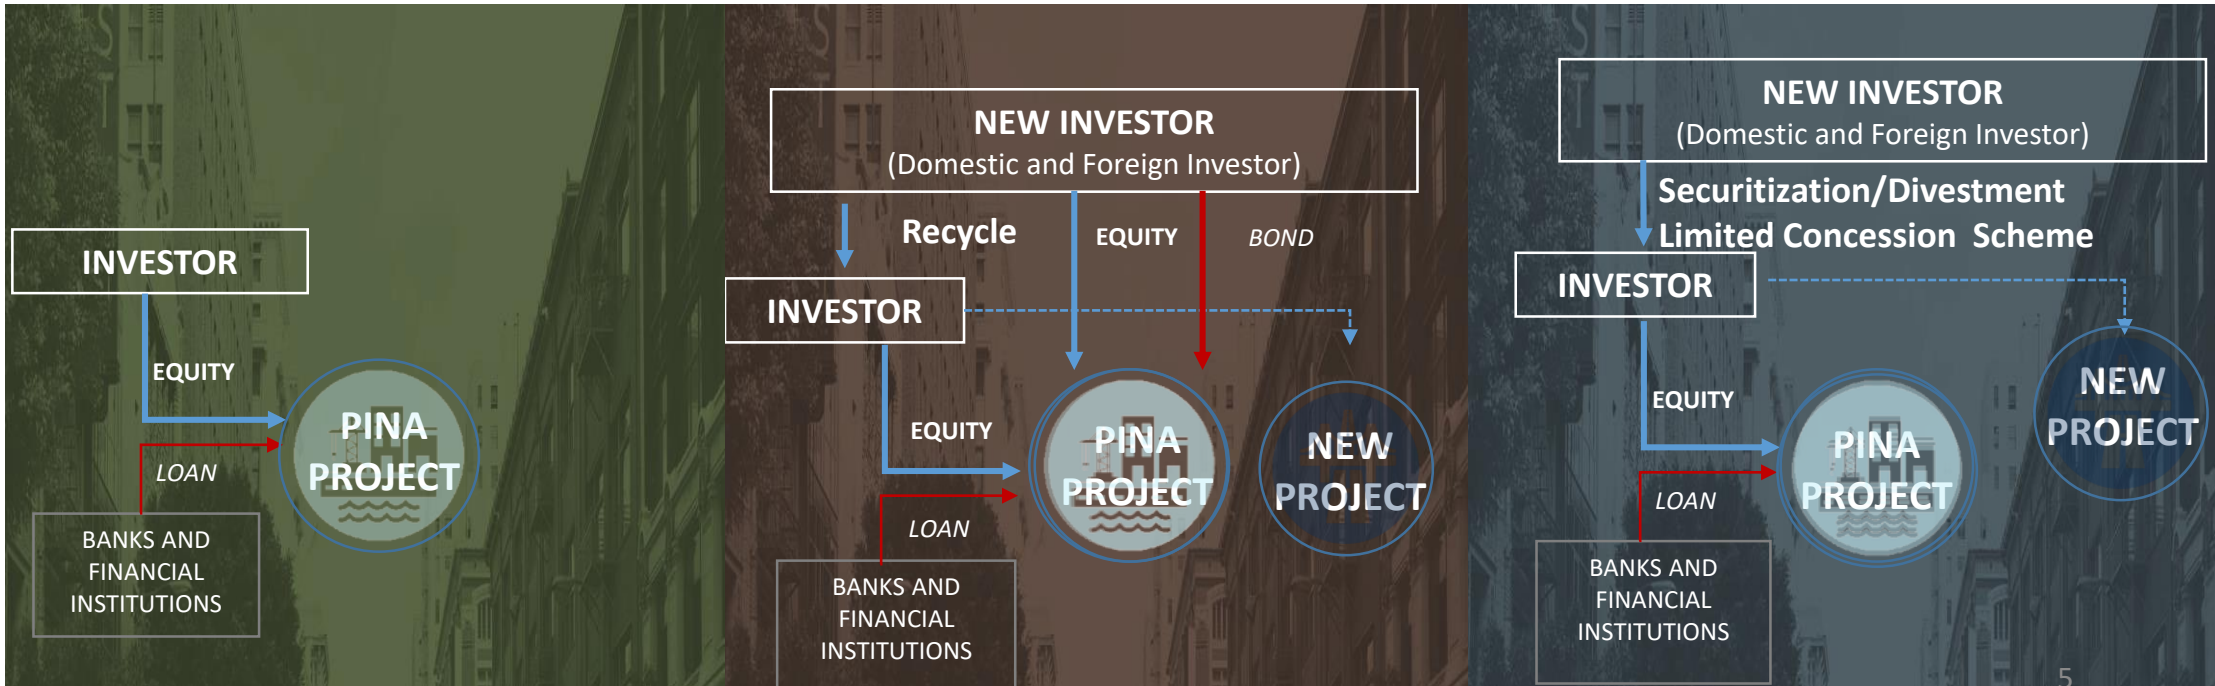 INVESTOR
EQUITY
PINA
PROJECT
LOAN
BANKS AND
FINANCIAL
INSTITUTIONS
NEW INVESTOR
(Domestic and Foreign Investor)
Recycle
EQUITY
BOND
INVESTOR
EQUITY
PINA
PROJECT
NEW
PROJECT
LOAN
BANKS AND
FINANCIAL
INSTITUTIONS
NEW INVESTOR
(Domestic and Foreign Investor)
Securitization/Divestment
Limited Concession Scheme
INVESTOR
EQUITY
NEW
PROJECT
PINA
PROJECT
LOAN
BANKS AND
FINANCIAL
INSTITUTIONS
5
S
T
S
T
S
T